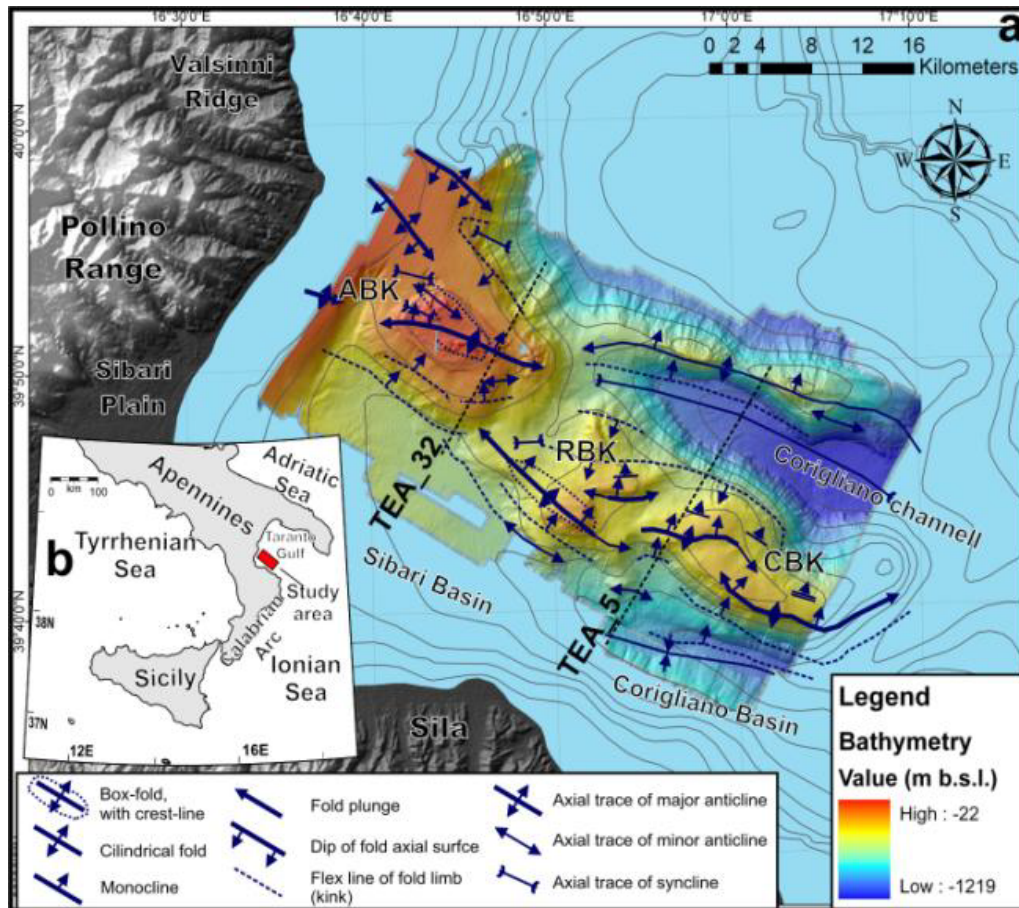 16°30'0"E 16°40'0"E 16°50'0"E 17°0'0"E 17°10'0"E
a
0 2 4 8 12 16
Kilometers
N
W E
S
Valsinni
Ridge
40°0'0"N
Pollino
Range
ABK
39°50'0"N
Sibari
Plain
RBK
Corigliano channell
TEA_32
CBK
Sibari Basin
TEA_5
39°40'0"N
Corigliano Basin
Sila
b
km
0 100
Apennines
Adriatic
Sea
Tyrrhenian
Sea
Taranto
Gulf
Study
area
38N
Calabrian
Arc
Ionian
Sea
Sicily
37N
12E 16E
Legend
Bathymetry
Value (m b.s.l.)
High : -22
Low : -1219
Box-fold,
with crest-line
Cilindrical fold
Monocline
Fold plunge
Dip of fold axial surfce
Flex line of fold limb
(kink)
Axial trace of major anticline
Axial trace of minor anticline
Axial trace of syncline